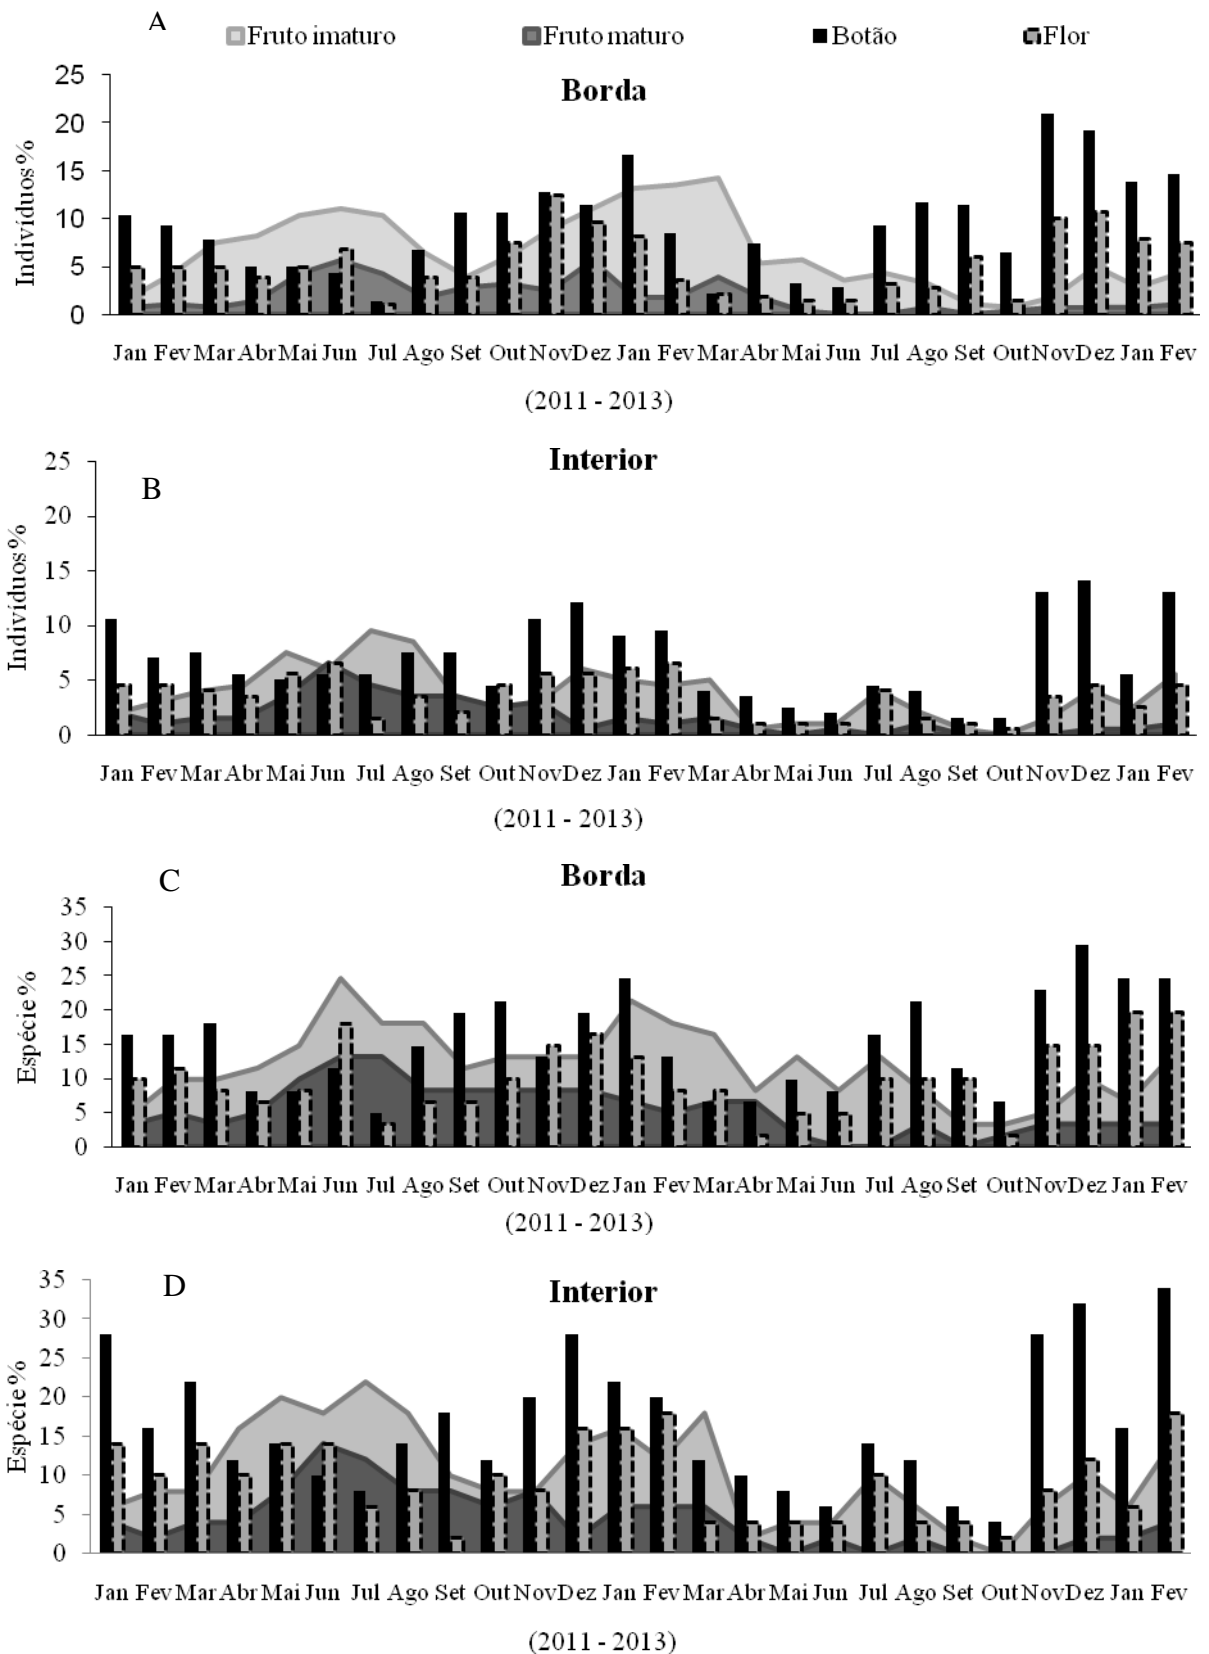 A
Fruto imaturo Fruto maturo Botão Flor
Borda
25
20
15
10
5
0
Indivíduos%
Jan Fev Mar Abr Mai Jun Jul Ago Set Out Nov Dez Jan Fev Mar Abr Mai Jun Jul Ago Set Out Nov Dez Jan Fev
(2011 - 2013)
Interior
B
25
20
15
10
5
0
Indivíduos%
Jan Fev Mar Abr Mai Jun Jul Ago Set Out Nov Dez Jan Fev Mar Abr Mai Jun Jul Ago Set Out Nov Dez Jan Fev
(2011 - 2013)
C
Borda
35
30
25
20
15
10
5
0
Espécie%
Jan Fev Mar Abr Mai Jun Jul Ago Set Out Nov Dez Jan Fev Mar Abr Mai Jun Jul Ago Set Out Nov Dez Jan Fev
(2011 - 2013)
D
Interior
35
30
25
20
15
10
5
0
Espécie%
Jan Fev Mar Abr Mai Jun Jul Ago Set Out Nov Dez Jan Fev Mar Abr Mai Jun Jul Ago Set Out Nov Dez Jan Fev
(2011 - 2013)